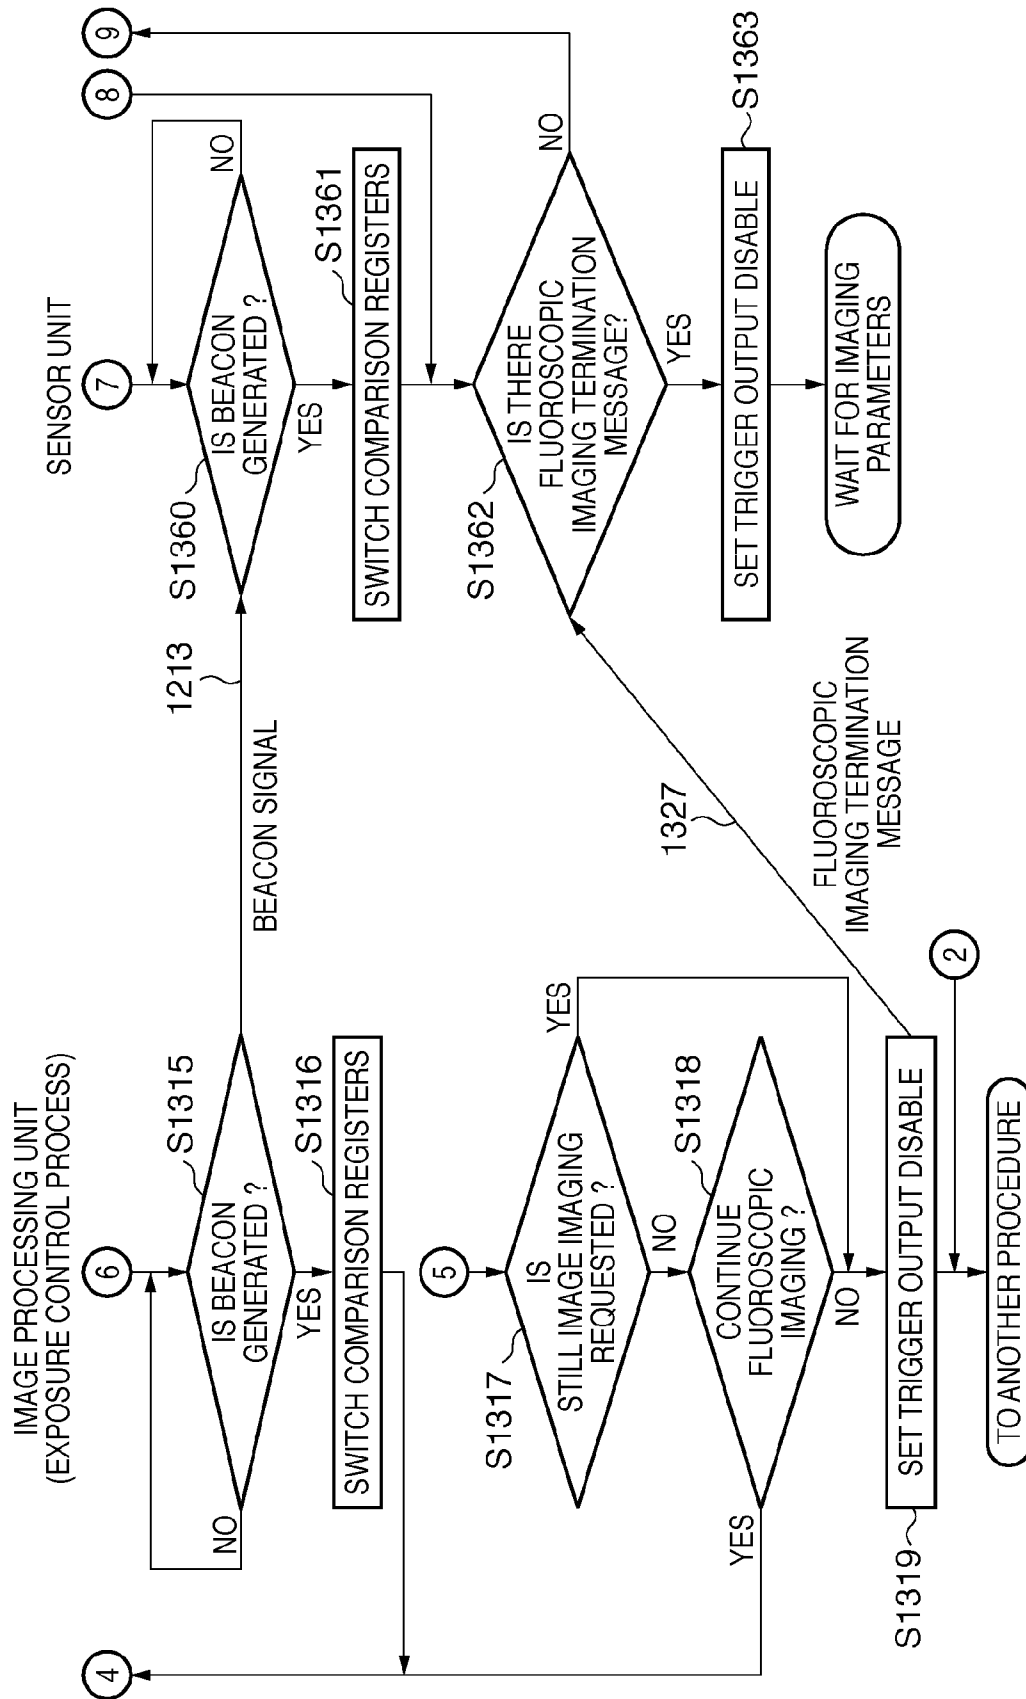 IMAGE PROCESSING UNIT
(EXPOSURE CONTROL PROCESS)
SENSOR UNIT
4
6
7
8
9
NO
IS BEACON
GENERATED ?
S1315
YES
BEACON SIGNAL
1213
S1360
IS BEACON
GENERATED ?
NO
YES
S1316
SWITCH COMPARISON REGISTERS
S1361
SWITCH COMPARISON REGISTERS
5
S1317
IS
STILL IMAGE IMAGING
REQUESTED ?
YES
NO
S1318
CONTINUE
FLUOROSCOPIC
IMAGING ?
YES
NO
S1362
IS THERE
FLUOROSCOPIC
IMAGING TERMINATION
MESSAGE?
NO
YES
1327
FLUOROSCOPIC
IMAGING TERMINATION
MESSAGE
S1319
SET TRIGGER OUTPUT DISABLE
2
TO ANOTHER PROCEDURE
S1363
SET TRIGGER OUTPUT DISABLE
WAIT FOR IMAGING
PARAMETERS